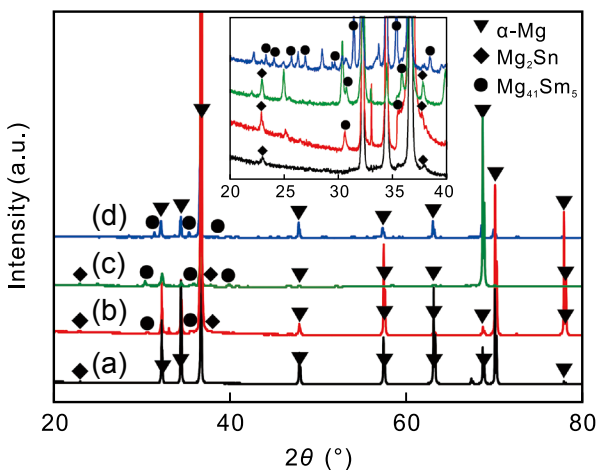 α-Mg
Mg₂Sn
Mg₄₁Sm₅
20 25 30 35 40
(d)
(c)
(b)
(a)
Intensity (a.u.)
20 40 60 80
2θ (°)